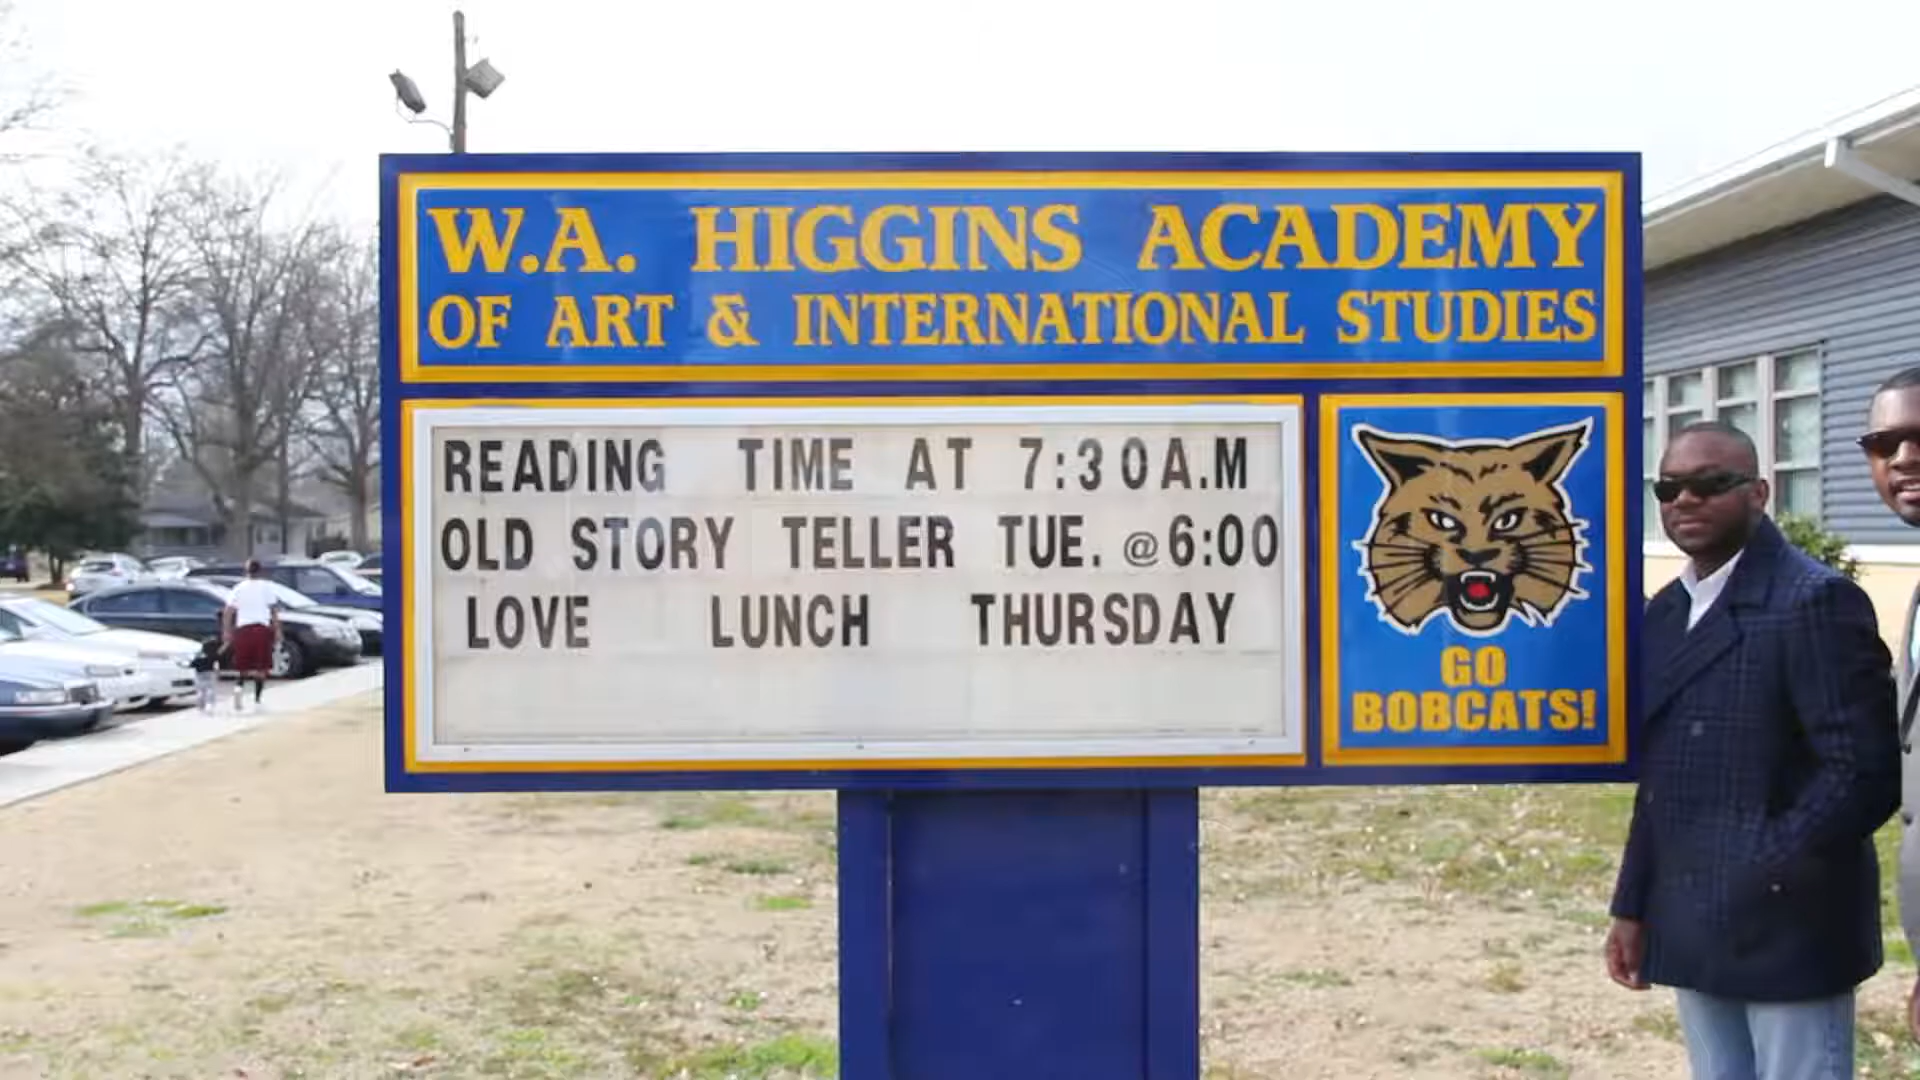 W.A. HIGGINS ACADEMY
OF ART & INTERNATIONAL STUDIES
READING TIME AT 7:30A.M
OLD STORY TELLER TUE. @6:00
LOVE LUNCH THURSDAY
GO
BOBCATS!